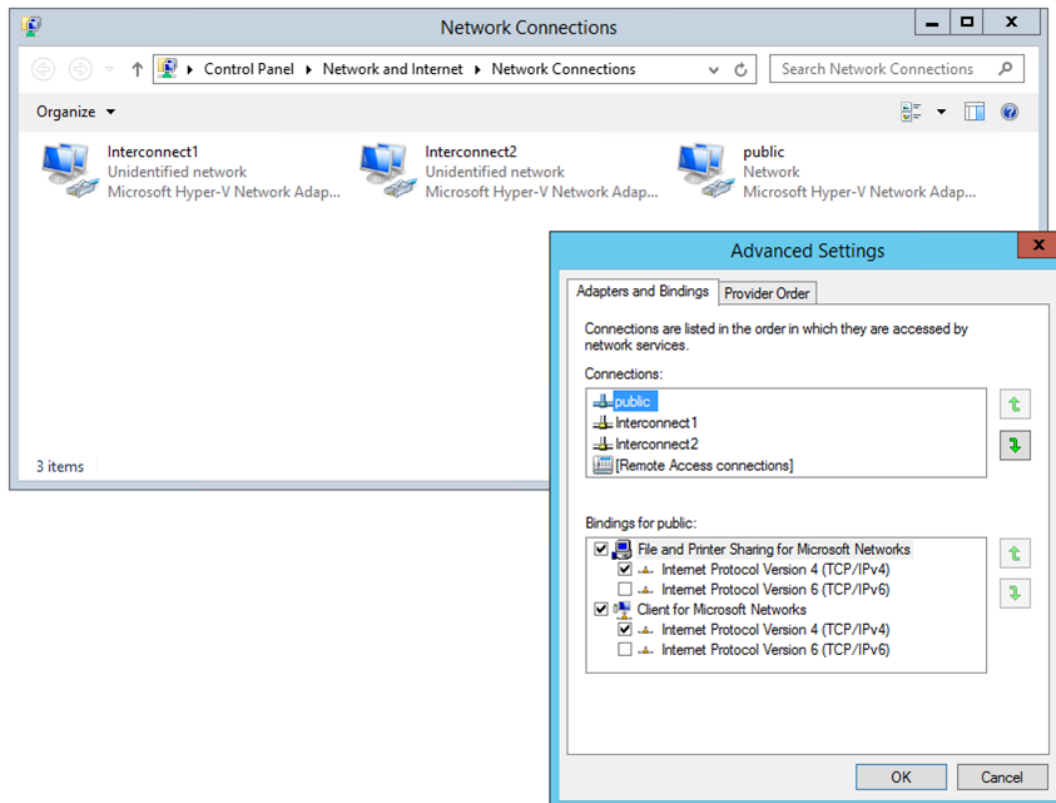 Network Connections
Control Panel Network and Internet Network Connections
Search Network Connections
Organize
Interconnect1
Unidentified network
Microsoft Hyper-V Network Adap...
Interconnect2
Unidentified network
Microsoft Hyper-V Network Adap...
public
Network
Microsoft Hyper-V Network Adap...
3 items
Advanced Settings
Adapters and Bindings
Provider Order
Connections are listed in the order in which they are accessed by
network services.
Connections:
public
Interconnect1
Interconnect2
[Remote Access connections]
Bindings for public:
File and Printer Sharing for Microsoft Networks
Internet Protocol Version 4 (TCP/IPv4)
Internet Protocol Version 6 (TCP/IPv6)
Client for Microsoft Networks
Internet Protocol Version 4 (TCP/IPv4)
Internet Protocol Version 6 (TCP/IPv6)
OK
Cancel